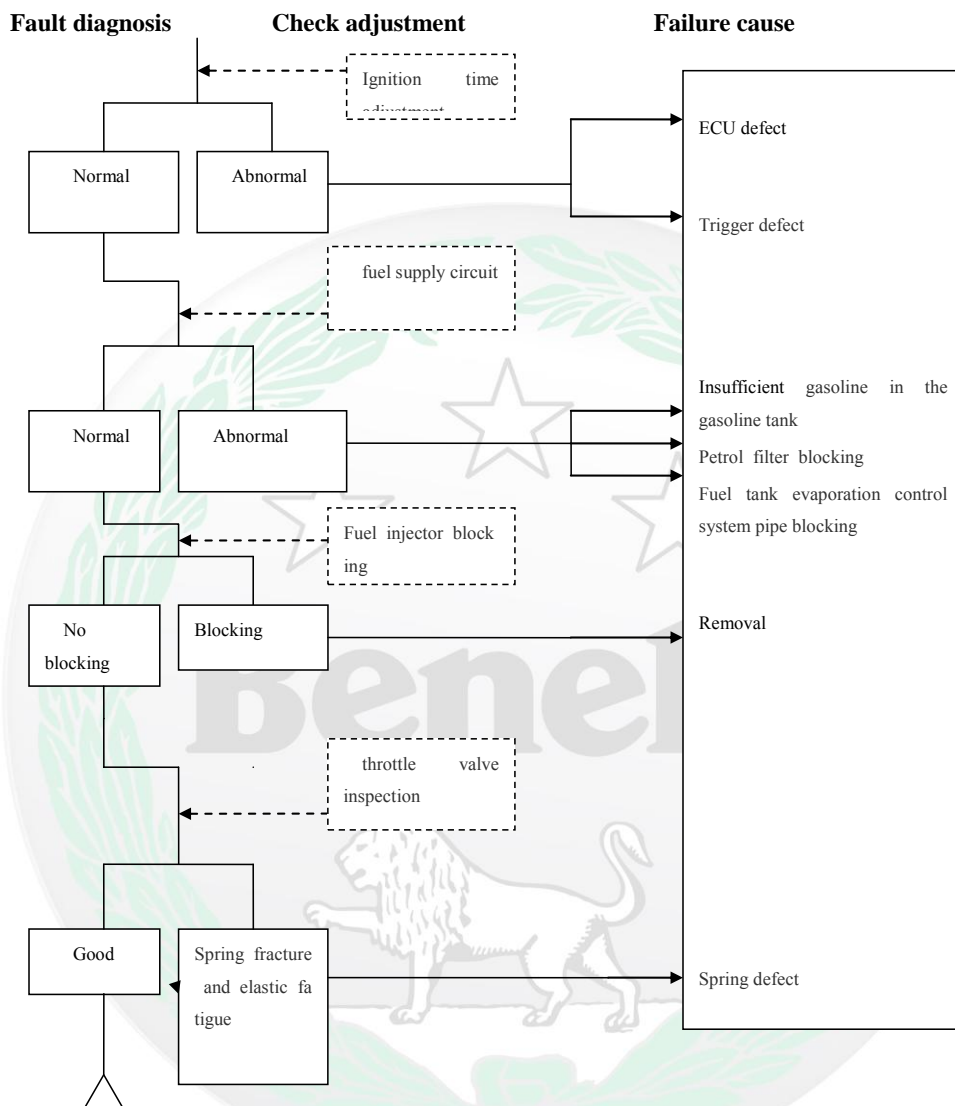 Fault diagnosis Check adjustment Failure cause
Ignition time
adjustment
ECU defect
Normal
Abnormal
Trigger defect
fuel supply circuit
Insufficient gasoline in the
gasoline tank
Normal
Abnormal
Petrol filter blocking
Fuel tank evaporation control
system pipe blocking
Fuel injector block
ing
No
blocking
Blocking
Removal
Benel
throttle valve
inspection
Good
Spring fracture
and elastic fa
tigue
Spring defect